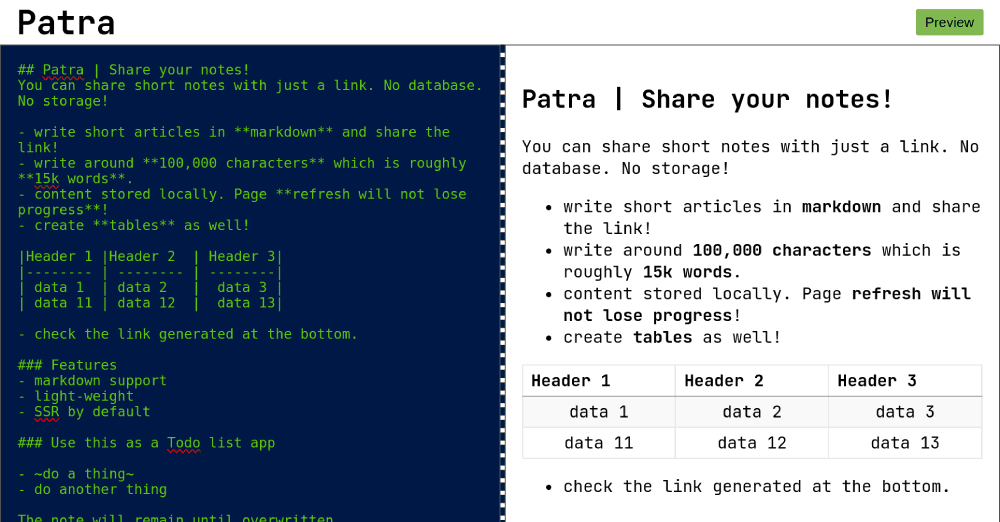 Patra
Preview
## Patra | Share your notes!
You can share short notes with just a link. No database.
No storage!
- write short articles in **markdown** and share the
link!
- write around **100,000 characters** which is roughly
**15k words**.
- content stored locally. Page **refresh will not lose
progress**!
- create **tables** as well!
|Header 1 |Header 2  | Header 3|
|-------- | -------- | --------|
| data 1  | data 2   |  data 3 |
| data 11 | data 12  |  data 13|
- check the link generated at the bottom.
### Features
- markdown support
- light-weight
- SSR by default
### Use this as a Todo list app
- ~do a thing~
- do another thing
The note will remain until overwritten
Patra | Share your notes!
You can share short notes with just a link. No
database. No storage!
• write short articles in markdown and share
the link!
• write around 100,000 characters which is
roughly 15k words.
• content stored locally. Page refresh will
not lose progress!
• create tables as well!
Header 1 Header 2 Header 3
data 1 data 2 data 3
data 11 data 12 data 13
• check the link generated at the bottom.